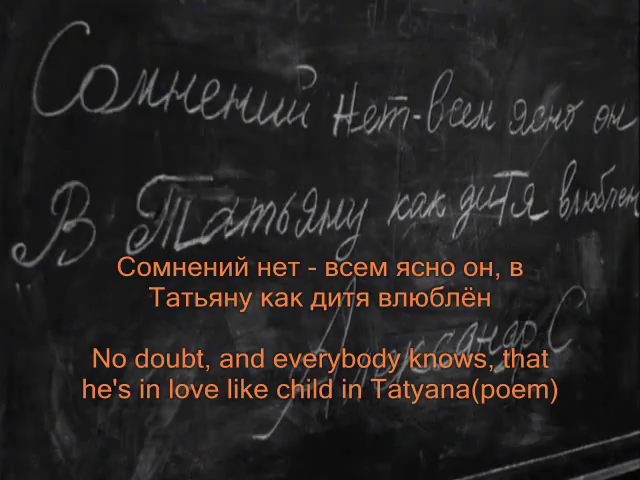 Сомнений нет - всем ясно он
В Татьяну как дитя влюблен
Александр С
Сомнений нет - всем ясно он, в
Татьяну как дитя влюблён
No doubt, and everybody knows, that
he's in love like child in Tatyana(poem)